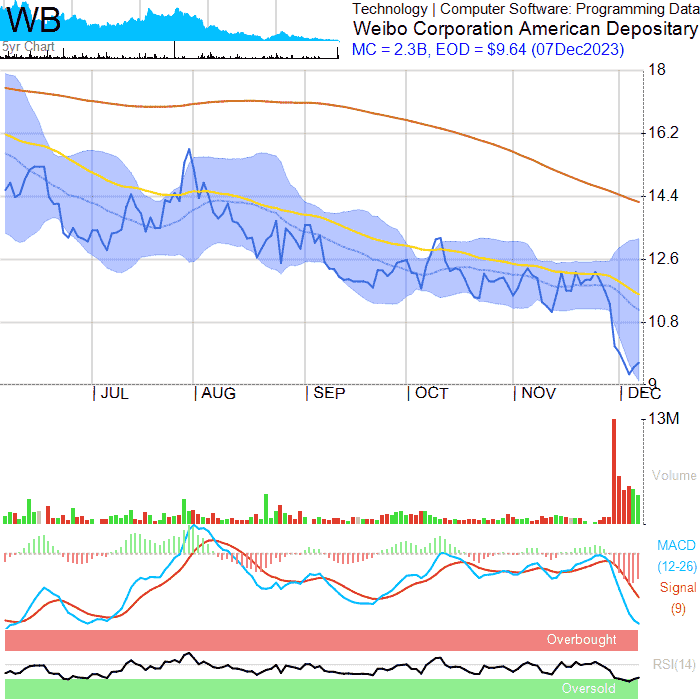 WB
5yr Chart
Technology | Computer Software: Programming Data
Weibo Corporation American Depositary
MC = 2.3B, EOD = $9.64 (07Dec2023)
18
16.2
14.4
12.6
10.8
9
JUL AUG SEP OCT NOV DEC
13M
Volume
MACD
(12-26)
Signal
(9)
Overbought
RSI(14)
Oversold